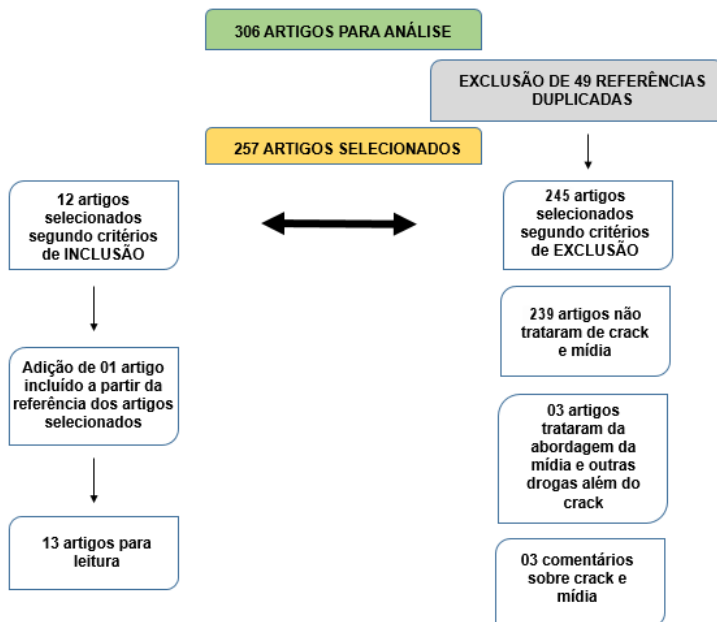 306 ARTIGOS PARA ANÁLISE
EXCLUSÃO DE 49 REFERÊNCIAS
DUPLICADAS
257 ARTIGOS SELECIONADOS
12 artigos
selecionados
segundo critérios
de INCLUSÃO
245 artigos
selecionados
segundo critérios
de EXCLUSÃO
239 artigos não
trataram de crack
e mídia
Adição de 01 artigo
incluído a partir da
referência dos artigos
selecionados
03 artigos
trataram da
abordagem da
mídia e outras
drogas além do
crack
13 artigos para
leitura
03 comentários
sobre crack e
mídia